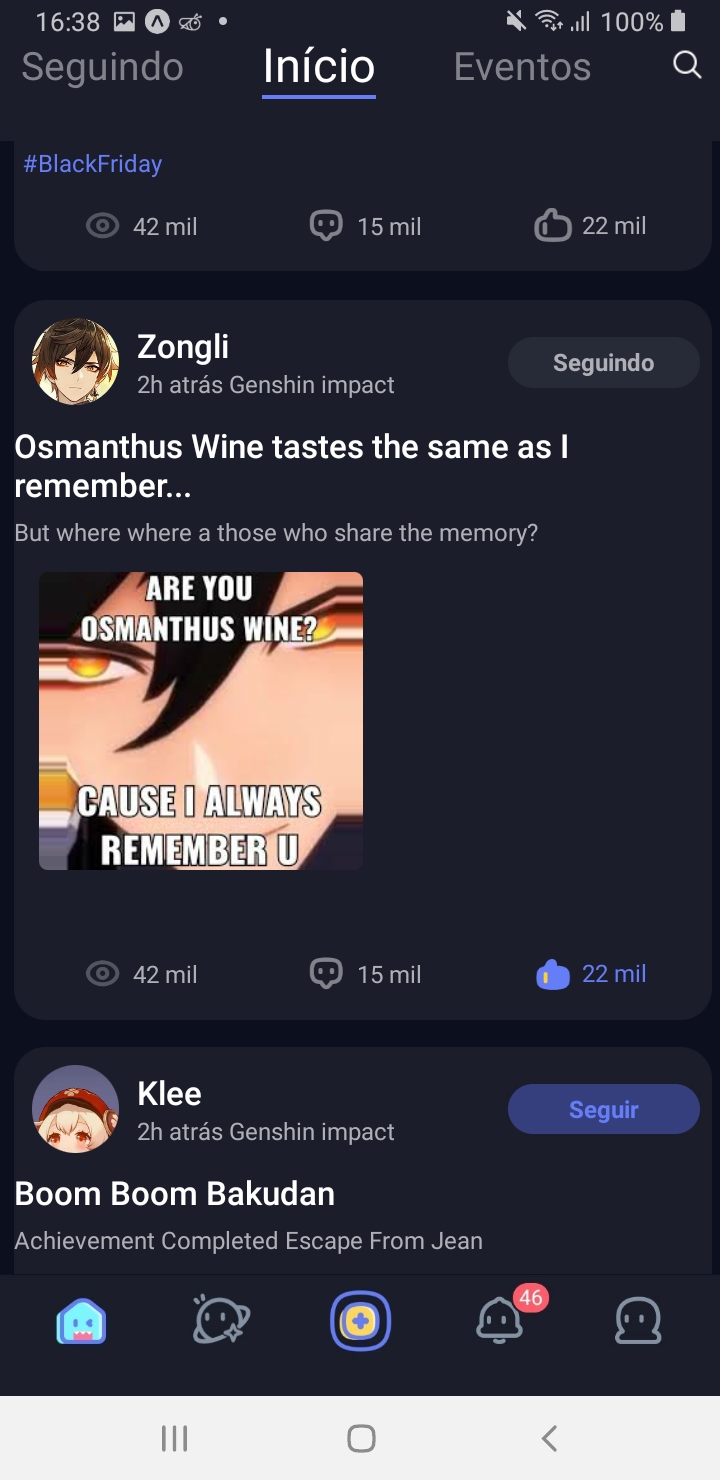 16:38
100%
Seguindo
Início
Eventos
#BlackFriday
42 mil
15 mil
22 mil
Zongli
Seguindo
2h atrás Genshin impact
Osmanthus Wine tastes the same as I
remember...
But where where a those who share the memory?
ARE YOU
OSMANTHUS WINE?
CAUSE I ALWAYS
REMEMBER U
42 mil
15 mil
22 mil
Klee
Seguir
2h atrás Genshin impact
Boom Boom Bakudan
Achievement Completed Escape From Jean
46